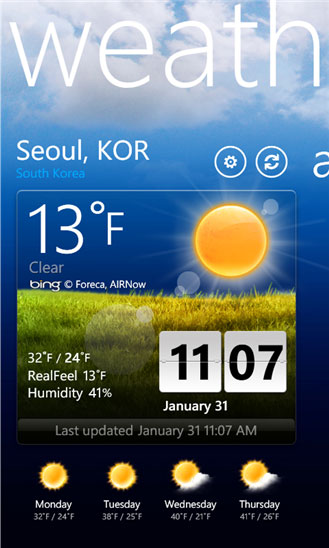 weath
Seoul, KOR
South Korea
a
13°F
Clear
bing © Foreca, AIRNow
32°F / 24°F
RealFeel 13°F
Humidity 41%
11 07
January 31
Last updated January 31 11:07 AM
Monday Tuesday Wednesday Thursday
32°F / 24°F 38°F / 25°F 40°F / 21°F 41°F / 26°F